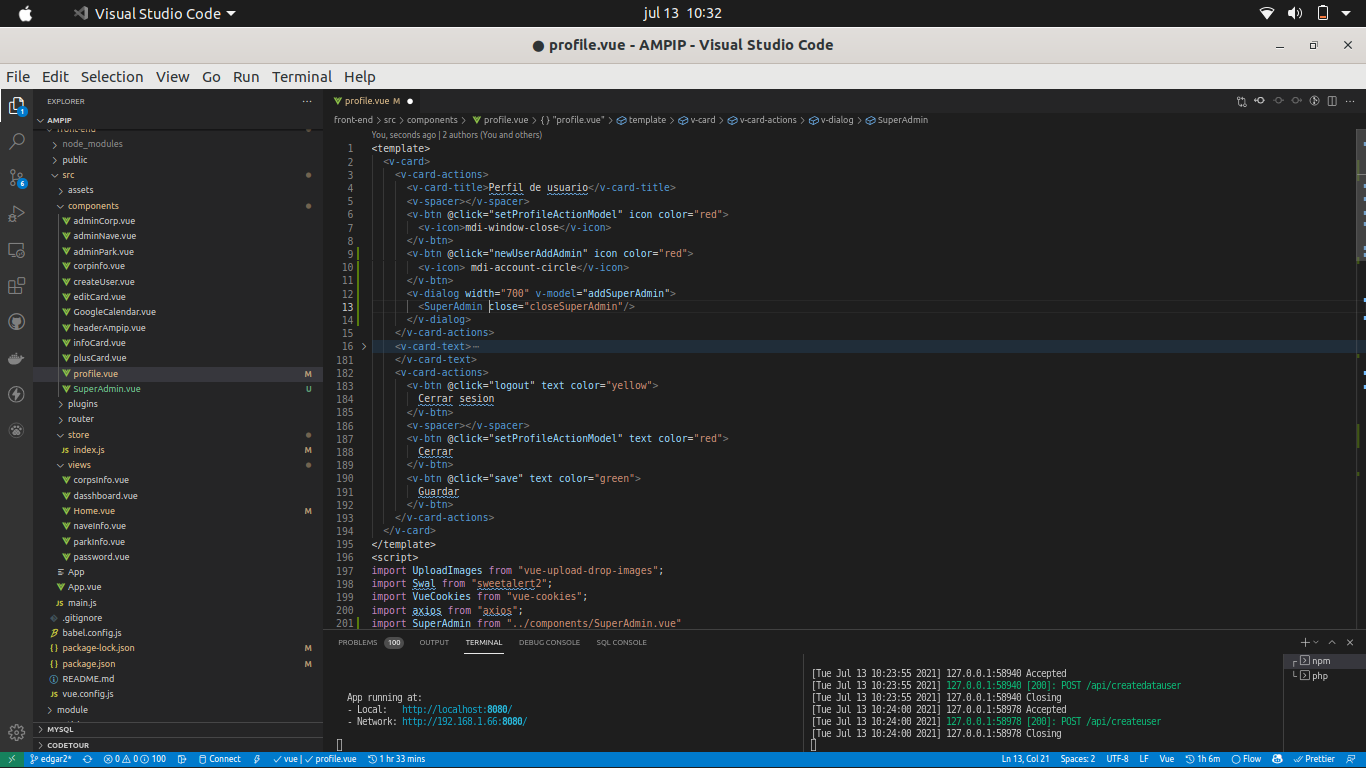 Visual Studio Code
jul 13 10:32
profile.vue - AMPIP - Visual Studio Code
File Edit Selection View Go Run Terminal Help
EXPLORER
AMPIP
front-end
node_modules
public
src
assets
components
adminCorp.vue
adminNave.vue
adminPark.vue
corpinfo.vue
createUser.vue
editCard.vue
GoogleCalendar.vue
headerAmpip.vue
infoCard.vue
plusCard.vue
profile.vue M
SuperAdmin.vue U
plugins
router
store
index.js M
views
corpsInfo.vue
dasshboard.vue
Home.vue M
naveInfo.vue
parkInfo.vue
password.vue
App
App.vue
main.js
.gitignore
babel.config.js
package-lock.json M
package.json M
README.md
vue.config.js
module
MYSQL
CODETOUR
1
6
profile.vue M
front-end > src > components > profile.vue > {} "profile.vue" > template > v-card > v-card-actions > v-dialog > SuperAdmin
You, seconds ago | 2 authors (You and others)
1 <template>
2 <v-card>
3 <v-card-actions>
4 <v-card-title>Perfil de usuario</v-card-title>
5 <v-spacer></v-spacer>
6 <v-btn @click="setProfileActionModel" icon color="red">
7 <v-icon>mdi-window-close</v-icon>
8 </v-btn>
9 <v-btn @click="newUserAddAdmin" icon color="red">
10 <v-icon> mdi-account-circle</v-icon>
11 </v-btn>
12 <v-dialog width="700" v-model="addSuperAdmin">
13 <SuperAdmin close="closeSuperAdmin"/>
14 </v-dialog>
15 </v-card-actions>
16 <v-card-text>⋯
181 </v-card-text>
182 <v-card-actions>
183 <v-btn @click="logout" text color="yellow">
184 Cerrar sesion
185 </v-btn>
186 <v-spacer></v-spacer>
187 <v-btn @click="setProfileActionModel" text color="red">
188 Cerrar
189 </v-btn>
190 <v-btn @click="save" text color="green">
191 Guardar
192 </v-btn>
193 </v-card-actions>
194 </v-card>
195 </template>
196 <script>
197 import UploadImages from "vue-upload-drop-images";
198 import Swal from "sweetalert2";
199 import VueCookies from "vue-cookies";
200 import axios from "axios";
201 import SuperAdmin from "../components/SuperAdmin.vue"
PROBLEMS 100 OUTPUT TERMINAL DEBUG CONSOLE SQL CONSOLE
App running at:
- Local: http://localhost:8080/
- Network: http://192.168.1.66:8080/
[Tue Jul 13 10:23:55 2021] 127.0.0.1:58940 Accepted
[Tue Jul 13 10:23:55 2021] 127.0.0.1:58940 [200]: POST /api/createdatauser
[Tue Jul 13 10:23:55 2021] 127.0.0.1:58940 Closing
[Tue Jul 13 10:24:00 2021] 127.0.0.1:58978 Accepted
[Tue Jul 13 10:24:00 2021] 127.0.0.1:58978 [200]: POST /api/createuser
[Tue Jul 13 10:24:00 2021] 127.0.0.1:58978 Closing
npm
php
edgar2* 0 0 100 Connect vue | profile.vue 1 hr 33 mins Ln 13, Col 21 Spaces: 2 UTF-8 LF Vue 1h 6m Flow Prettier